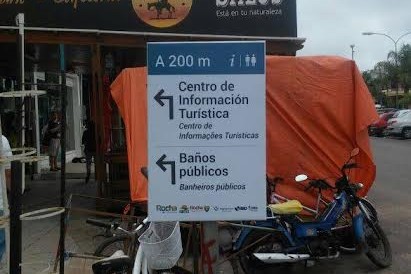 Está en tu naturaleza
A 200 m
Centro de
Información
Turística
Centro de
Informações Turísticas
Baños
públicos
Banheiros públicos
Rocha